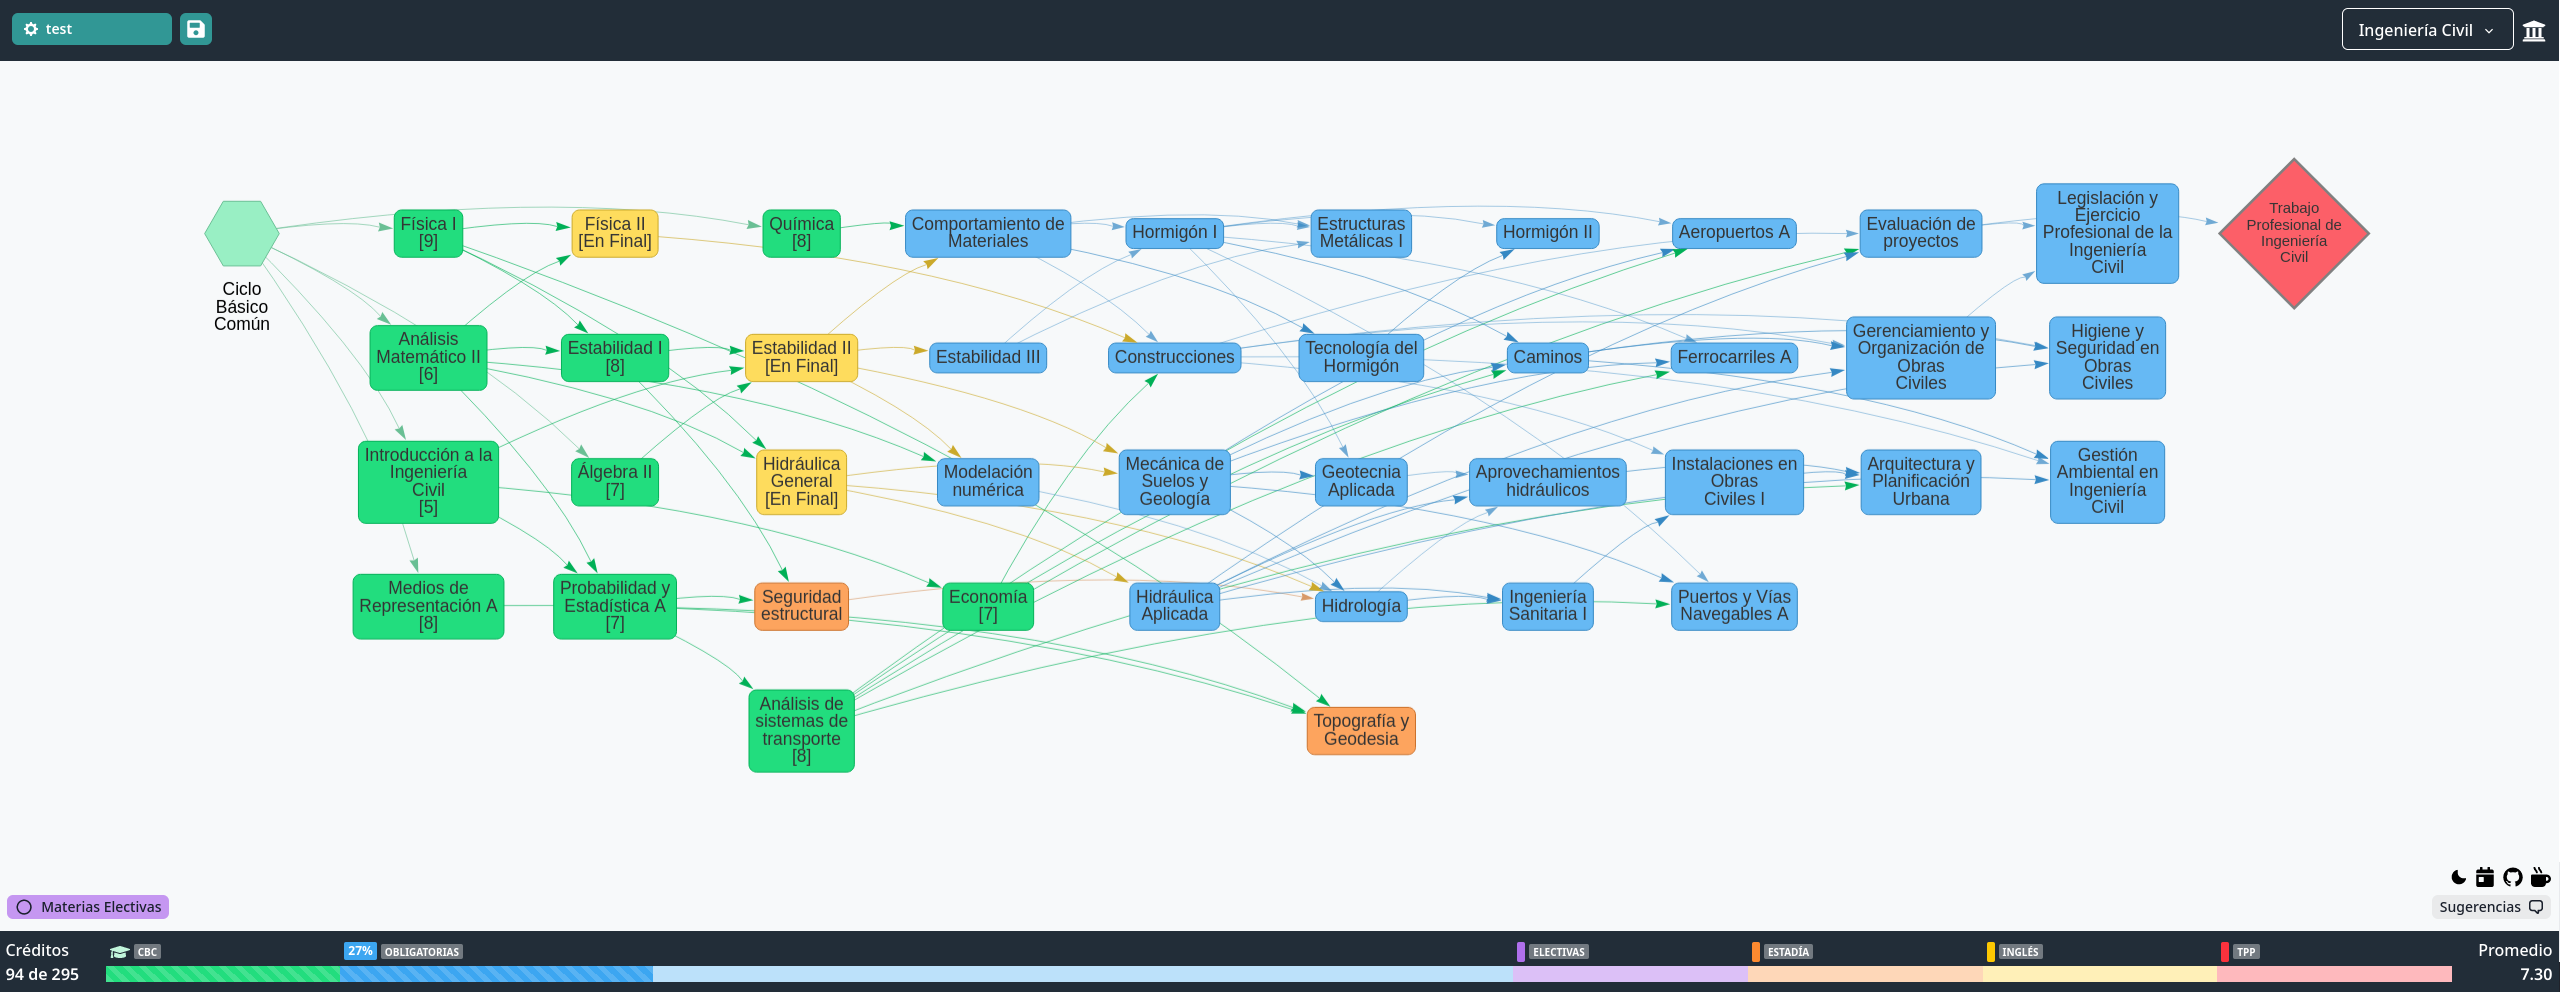 test
Ingeniería Civil
Ciclo
Básico
Común
Física I
[9]
Física II
[En Final]
Química
[8]
Comportamiento de
Materiales
Hormigón I
Estructuras
Metálicas I
Hormigón II
Aeropuertos A
Evaluación de
proyectos
Legislación y
Ejercicio
Profesional de la
Ingeniería
Civil
Trabajo
Profesional de
Ingeniería
Civil
Análisis
Matemático II
[6]
Estabilidad I
[8]
Estabilidad II
[En Final]
Estabilidad III
Construcciones
Tecnología del
Hormigón
Caminos
Ferrocarriles A
Gerenciamiento y
Organización de
Obras
Civiles
Higiene y
Seguridad en
Obras
Civiles
Introducción a la
Ingeniería
Civil
[5]
Álgebra II
[7]
Hidráulica
General
[En Final]
Modelación
numérica
Mecánica de
Suelos y
Geología
Geotecnia
Aplicada
Aprovechamientos
hidráulicos
Instalaciones en
Obras
Civiles I
Arquitectura y
Planificación
Urbana
Gestión
Ambiental en
Ingeniería
Civil
Medios de
Representación A
[8]
Probabilidad y
Estadística A
[7]
Seguridad
estructural
Economía
[7]
Hidráulica
Aplicada
Hidrología
Ingeniería
Sanitaria I
Puertos y Vías
Navegables A
Análisis de
sistemas de
transporte
[8]
Topografía y
Geodesia
Materias Electivas
Sugerencias
Créditos
94 de 295
CBC
27% OBLIGATORIAS
ELECTIVAS
ESTADÍA
INGLÉS
TPP
Promedio
7.30